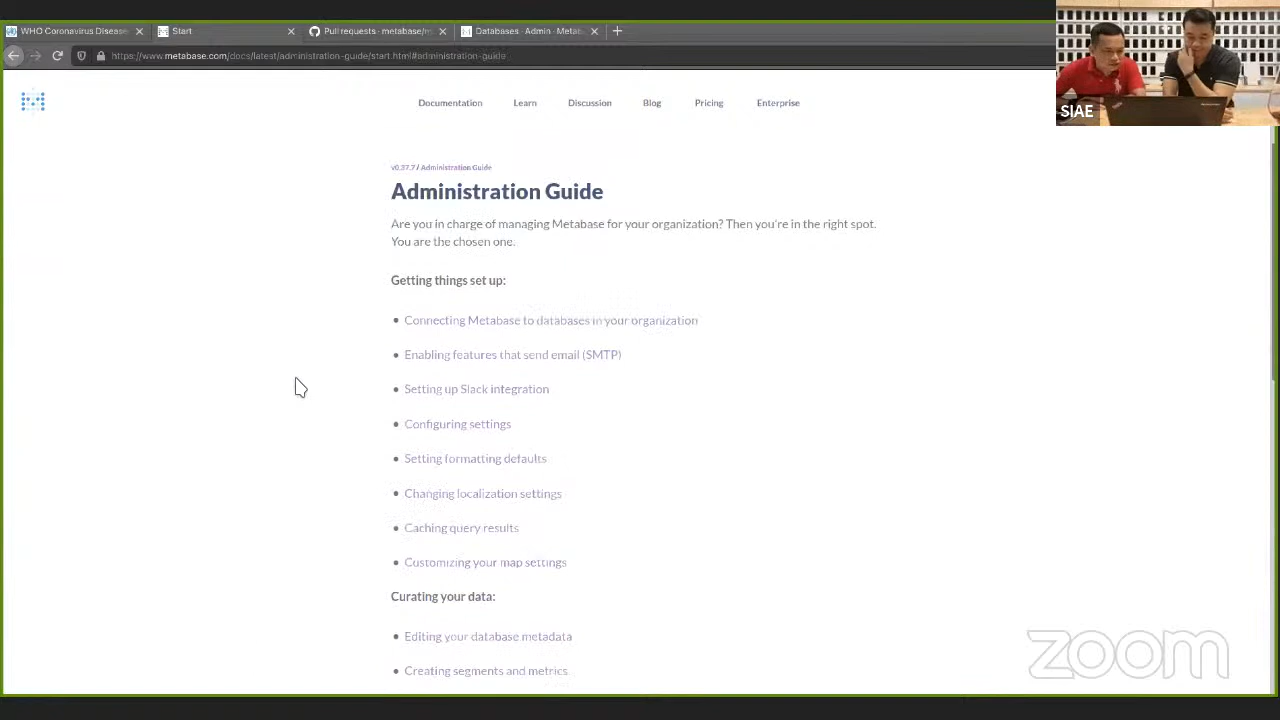 WHO Coronavirus Disease
Start
Pull requests · metabase/m
Databases · Admin · Metab
https://www.metabase.com/docs/latest/administration-guide/start.html#administration-guide
SIAE
Documentation
Learn
Discussion
Blog
Pricing
Enterprise
v0.37.7 / Administration Guide
Administration Guide
Are you in charge of managing Metabase for your organization? Then you're in the right spot.
You are the chosen one.
Getting things set up:
Connecting Metabase to databases in your organization
Enabling features that send email (SMTP)
Setting up Slack integration
Configuring settings
Setting formatting defaults
Changing localization settings
Caching query results
Customizing your map settings
Curating your data:
Editing your database metadata
Creating segments and metrics
zoom